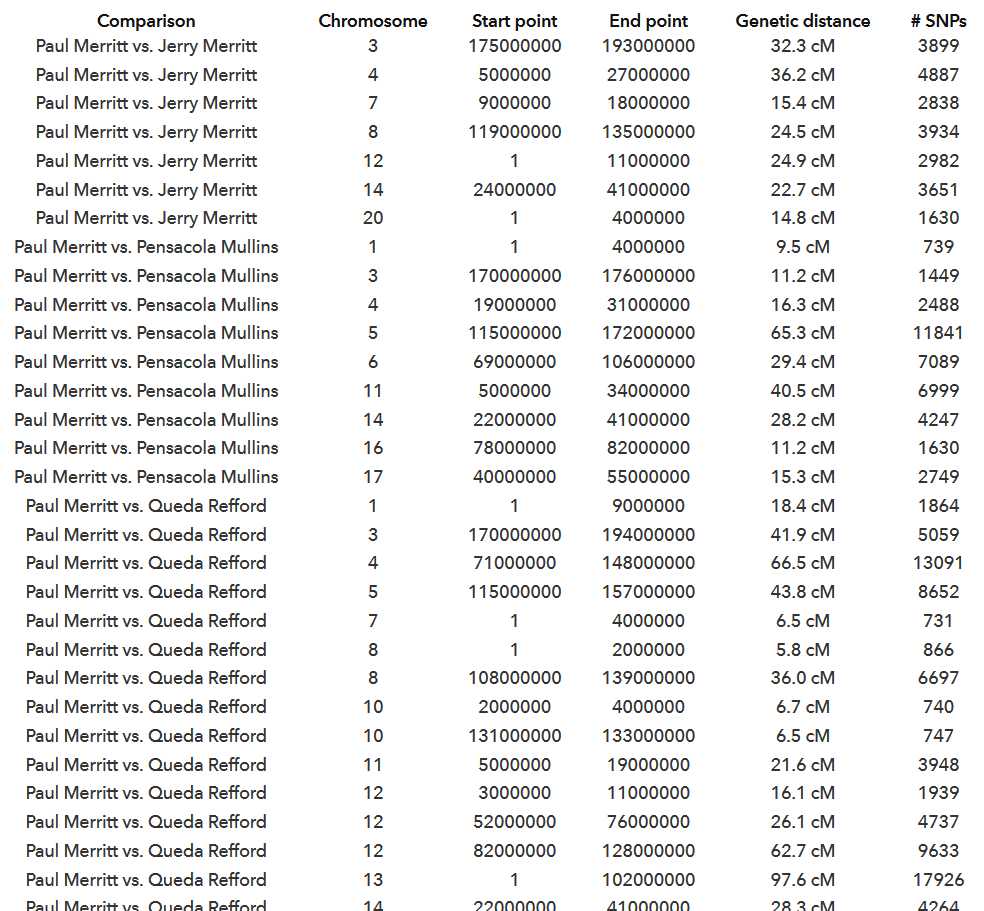 Comparison Chromosome Start point End point Genetic distance # SNPs
Paul Merritt vs. Jerry Merritt 3 175000000 193000000 32.3 cM 3899
Paul Merritt vs. Jerry Merritt 4 5000000 27000000 36.2 cM 4887
Paul Merritt vs. Jerry Merritt 7 9000000 18000000 15.4 cM 2838
Paul Merritt vs. Jerry Merritt 8 119000000 135000000 24.5 cM 3934
Paul Merritt vs. Jerry Merritt 12 1 11000000 24.9 cM 2982
Paul Merritt vs. Jerry Merritt 14 24000000 41000000 22.7 cM 3651
Paul Merritt vs. Jerry Merritt 20 1 4000000 14.8 cM 1630
Paul Merritt vs. Pensacola Mullins 1 1 4000000 9.5 cM 739
Paul Merritt vs. Pensacola Mullins 3 170000000 176000000 11.2 cM 1449
Paul Merritt vs. Pensacola Mullins 4 19000000 31000000 16.3 cM 2488
Paul Merritt vs. Pensacola Mullins 5 115000000 172000000 65.3 cM 11841
Paul Merritt vs. Pensacola Mullins 6 69000000 106000000 29.4 cM 7089
Paul Merritt vs. Pensacola Mullins 11 5000000 34000000 40.5 cM 6999
Paul Merritt vs. Pensacola Mullins 14 22000000 41000000 28.2 cM 4247
Paul Merritt vs. Pensacola Mullins 16 78000000 82000000 11.2 cM 1630
Paul Merritt vs. Pensacola Mullins 17 40000000 55000000 15.3 cM 2749
Paul Merritt vs. Queda Refford 1 1 9000000 18.4 cM 1864
Paul Merritt vs. Queda Refford 3 170000000 194000000 41.9 cM 5059
Paul Merritt vs. Queda Refford 4 71000000 148000000 66.5 cM 13091
Paul Merritt vs. Queda Refford 5 115000000 157000000 43.8 cM 8652
Paul Merritt vs. Queda Refford 7 1 4000000 6.5 cM 731
Paul Merritt vs. Queda Refford 8 1 2000000 5.8 cM 866
Paul Merritt vs. Queda Refford 8 108000000 139000000 36.0 cM 6697
Paul Merritt vs. Queda Refford 10 2000000 4000000 6.7 cM 740
Paul Merritt vs. Queda Refford 10 131000000 133000000 6.5 cM 747
Paul Merritt vs. Queda Refford 11 5000000 19000000 21.6 cM 3948
Paul Merritt vs. Queda Refford 12 3000000 11000000 16.1 cM 1939
Paul Merritt vs. Queda Refford 12 52000000 76000000 26.1 cM 4737
Paul Merritt vs. Queda Refford 12 82000000 128000000 62.7 cM 9633
Paul Merritt vs. Queda Refford 13 1 102000000 97.6 cM 17926
Paul Merritt vs. Queda Refford 14 22000000 41000000 28.3 cM 4264